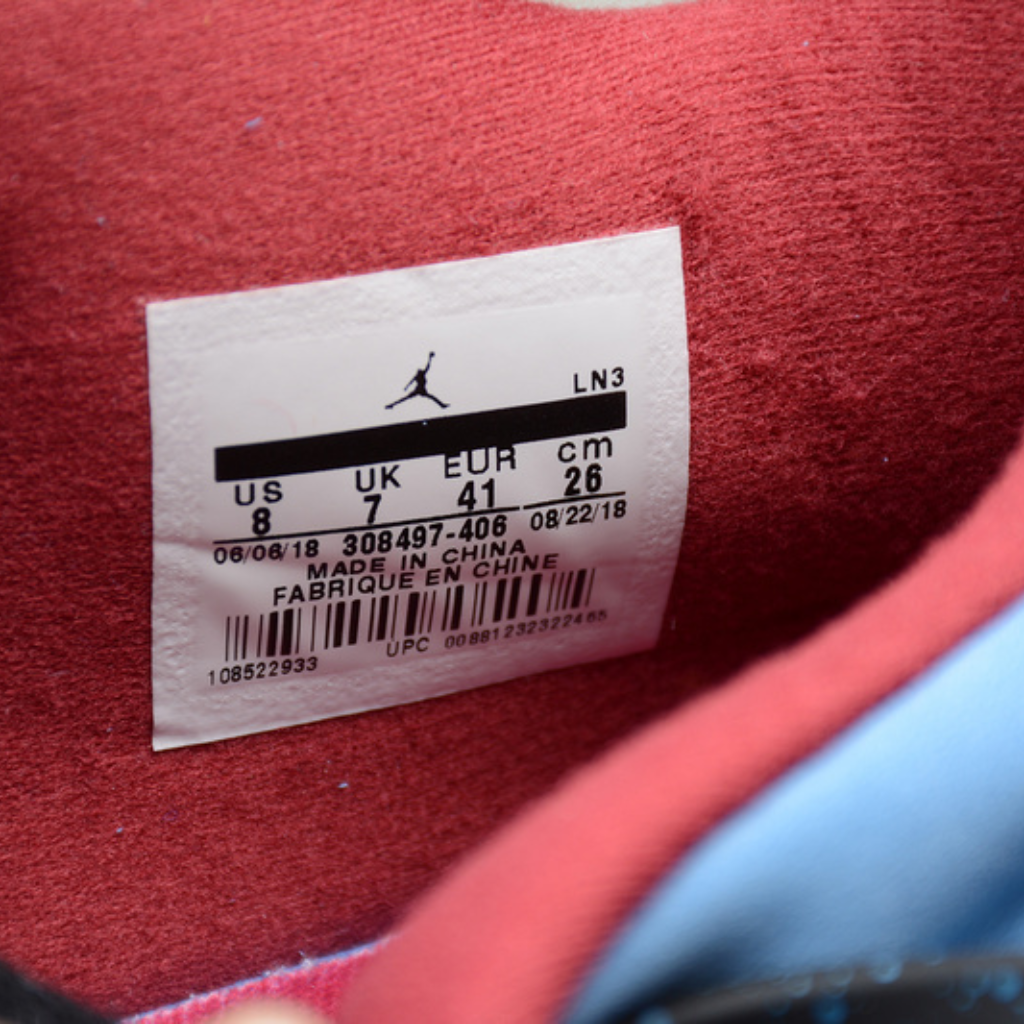 LN3
US UK EUR cm
8 7 41 26
06/06/18 308497-406 08/22/18
MADE IN CHINA
FABRIQUE EN CHINE
108522933 UPC 00881232322465